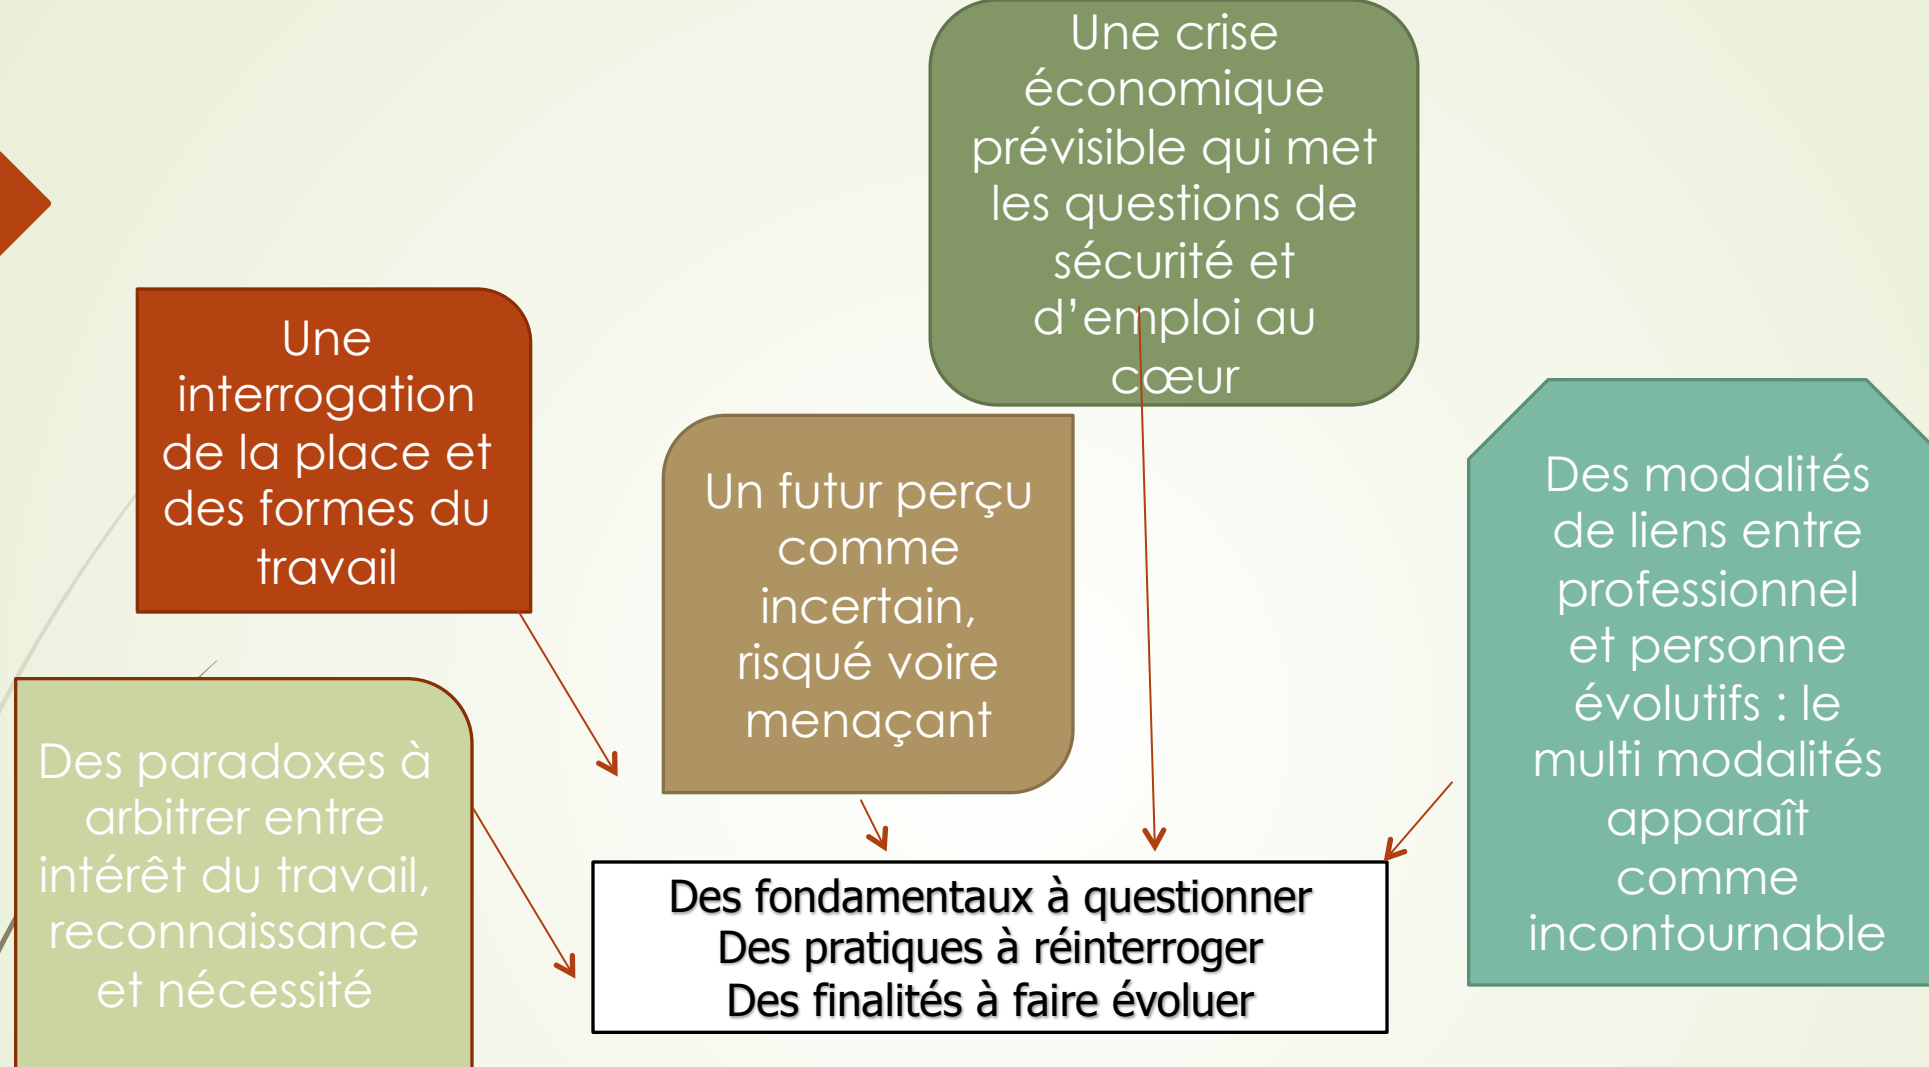 Une crise
économique
prévisible qui met
les questions de
sécurité et
d’emploi au
cœur
Une
interrogation
de la place et
des formes du
travail
Un futur perçu
comme
incertain,
risqué voire
menaçant
Des modalités
de liens entre
professionnel
et personne
évolutifs : le
multi modalités
apparaît
comme
incontournable
Des paradoxes à
arbitrer entre
intérêt du travail,
reconnaissance
et nécessité
Des fondamentaux à questionner
Des pratiques à réinterroger
Des finalités à faire évoluer